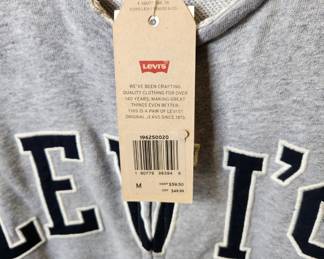 Levi's
WE'VE BEEN CRAFTING
QUALITY CLOTHING FOR OVER
140 YEARS, MAKING GREAT
THINGS EVEN BETTER.
THIS IS A PAIR OF LEVI'S®
ORIGINAL JEANS SINCE 1873.
196250020
M
$59.50
$49.99
LEVI'S